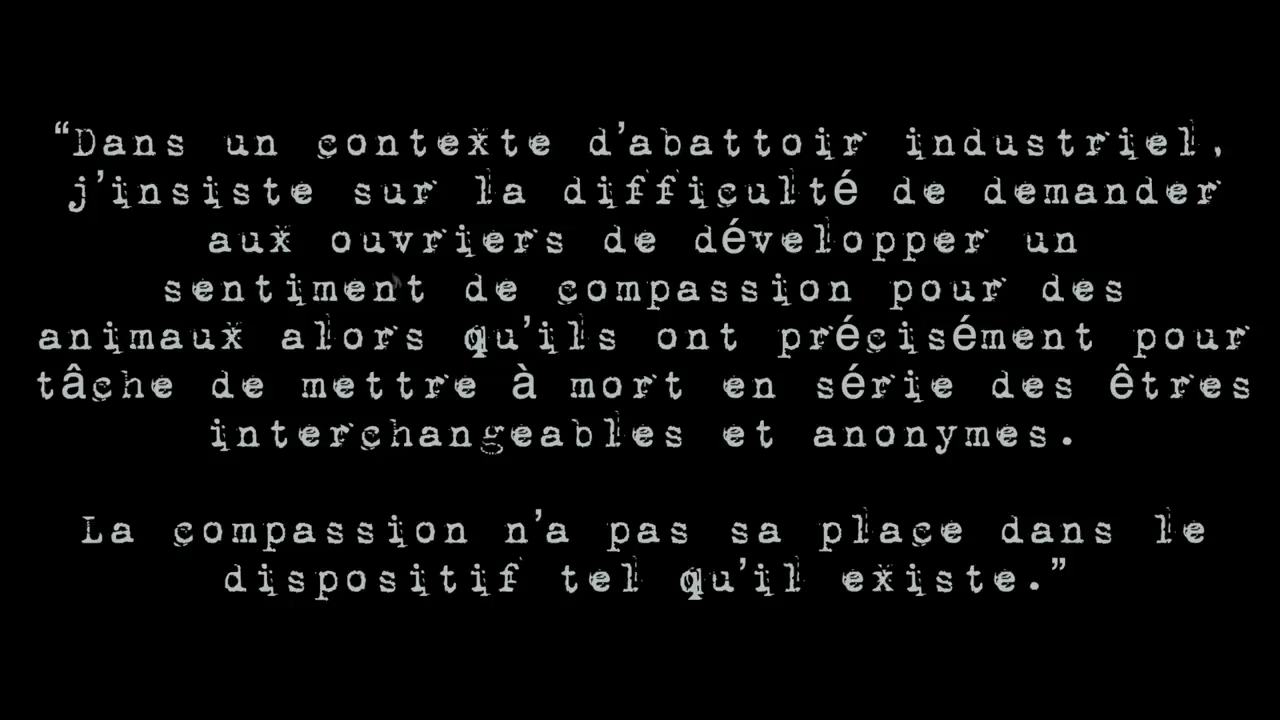 “Dans un contexte d’abattoir industriel,
j’insiste sur la difficulté de demander
aux ouvriers de développer un
sentiment de compassion pour des
animaux alors qu’ils ont précisément pour
tâche de mettre à mort en série des êtres
interchangeables et anonymes.
La compassion n’a pas sa place dans le
dispositif tel qu’il existe.”